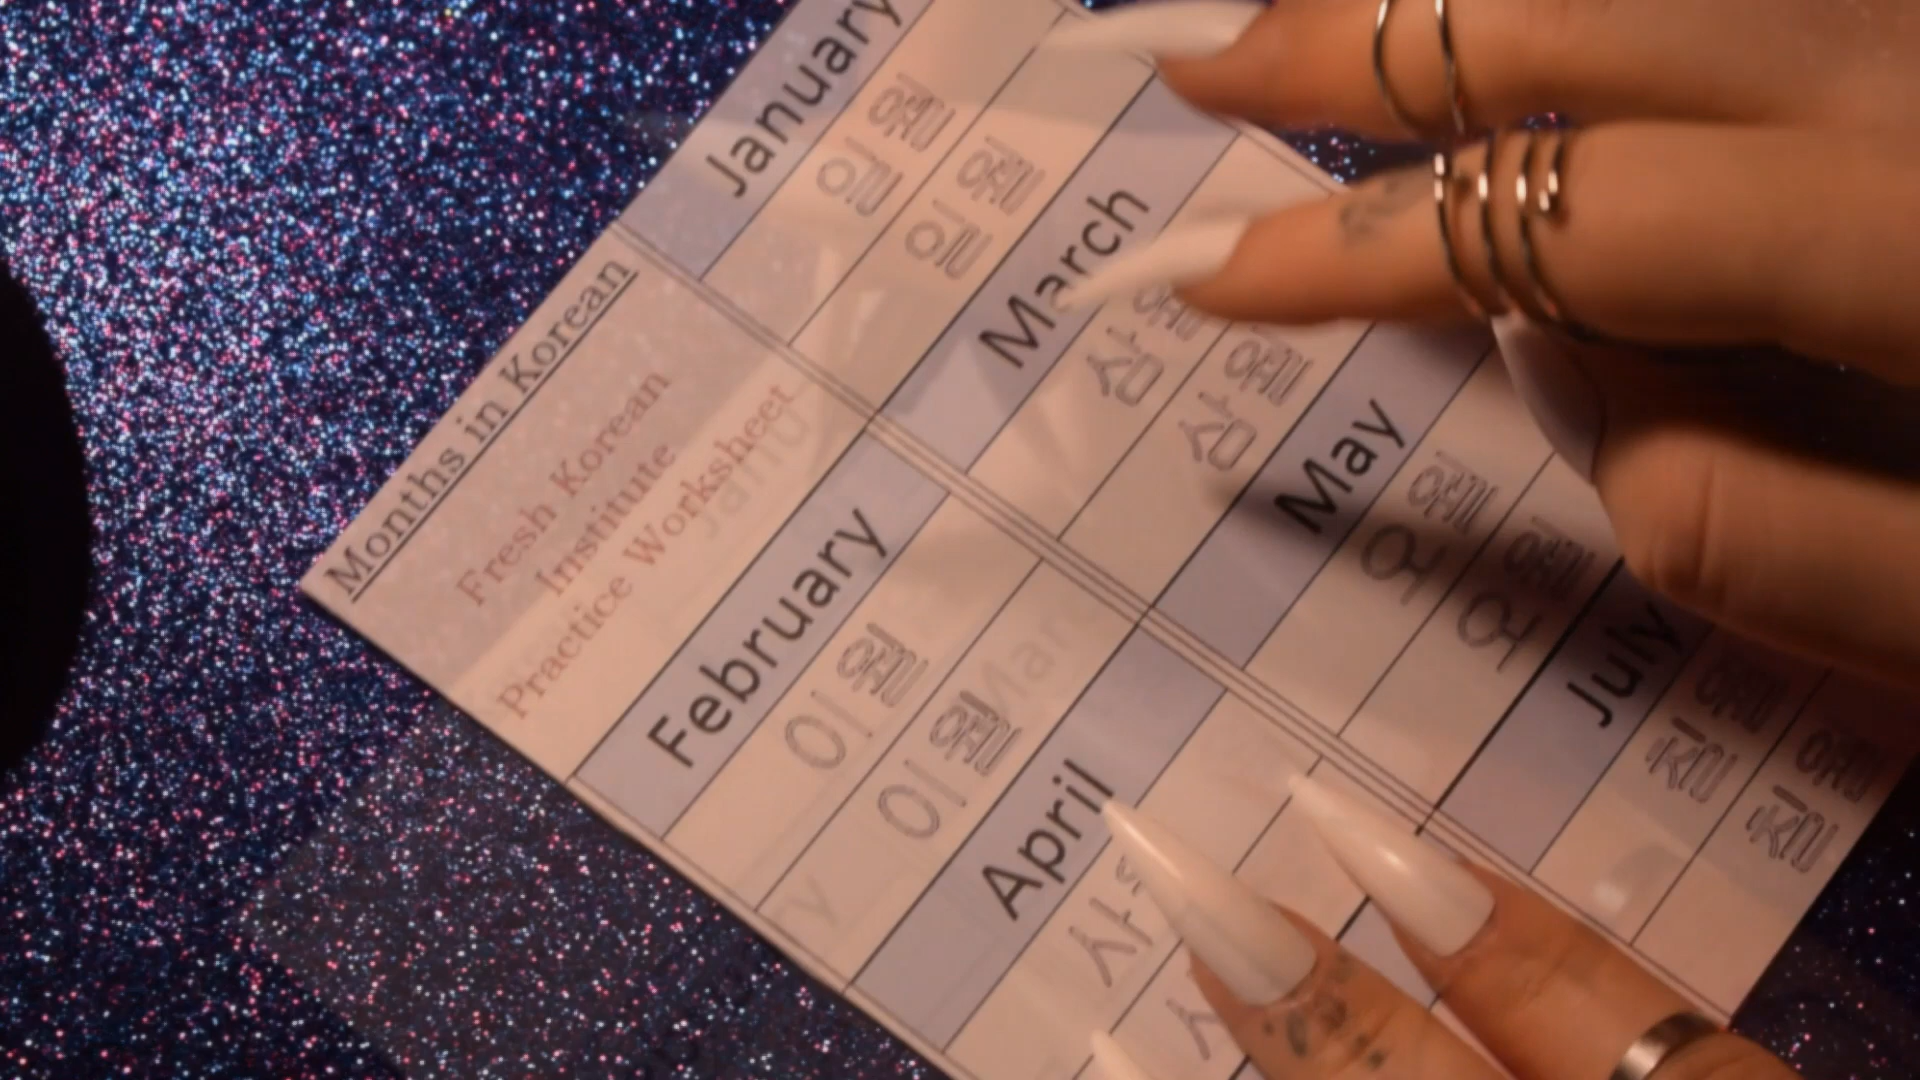 Months in Korean
Fresh Korean
Institute
Practice Worksheet
January
일월
일월
February
이월
이월
March
삼월
삼월
April
사
May
오월
오월
July
칠월
칠월